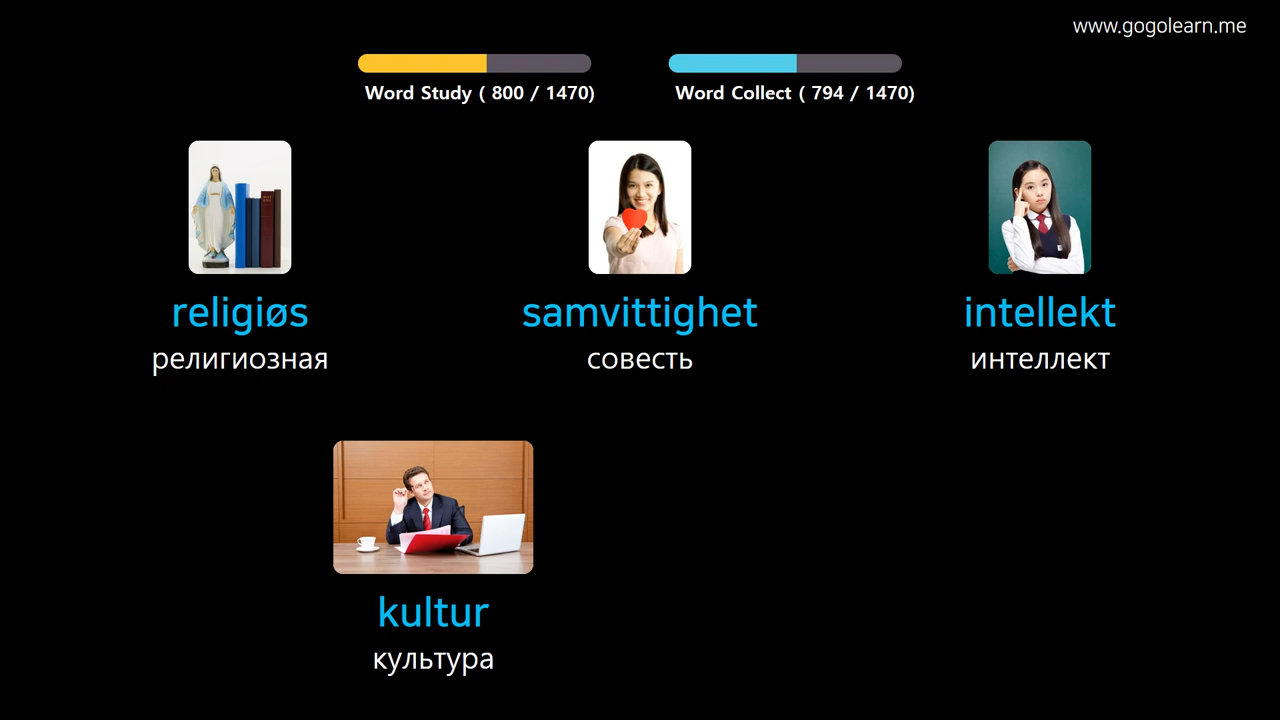 www.gogolearn.me
Word Study ( 800 / 1470)
Word Collect ( 794 / 1470)
religiøs
религиозная
samvittighet
совесть
intellekt
интеллект
kultur
культура